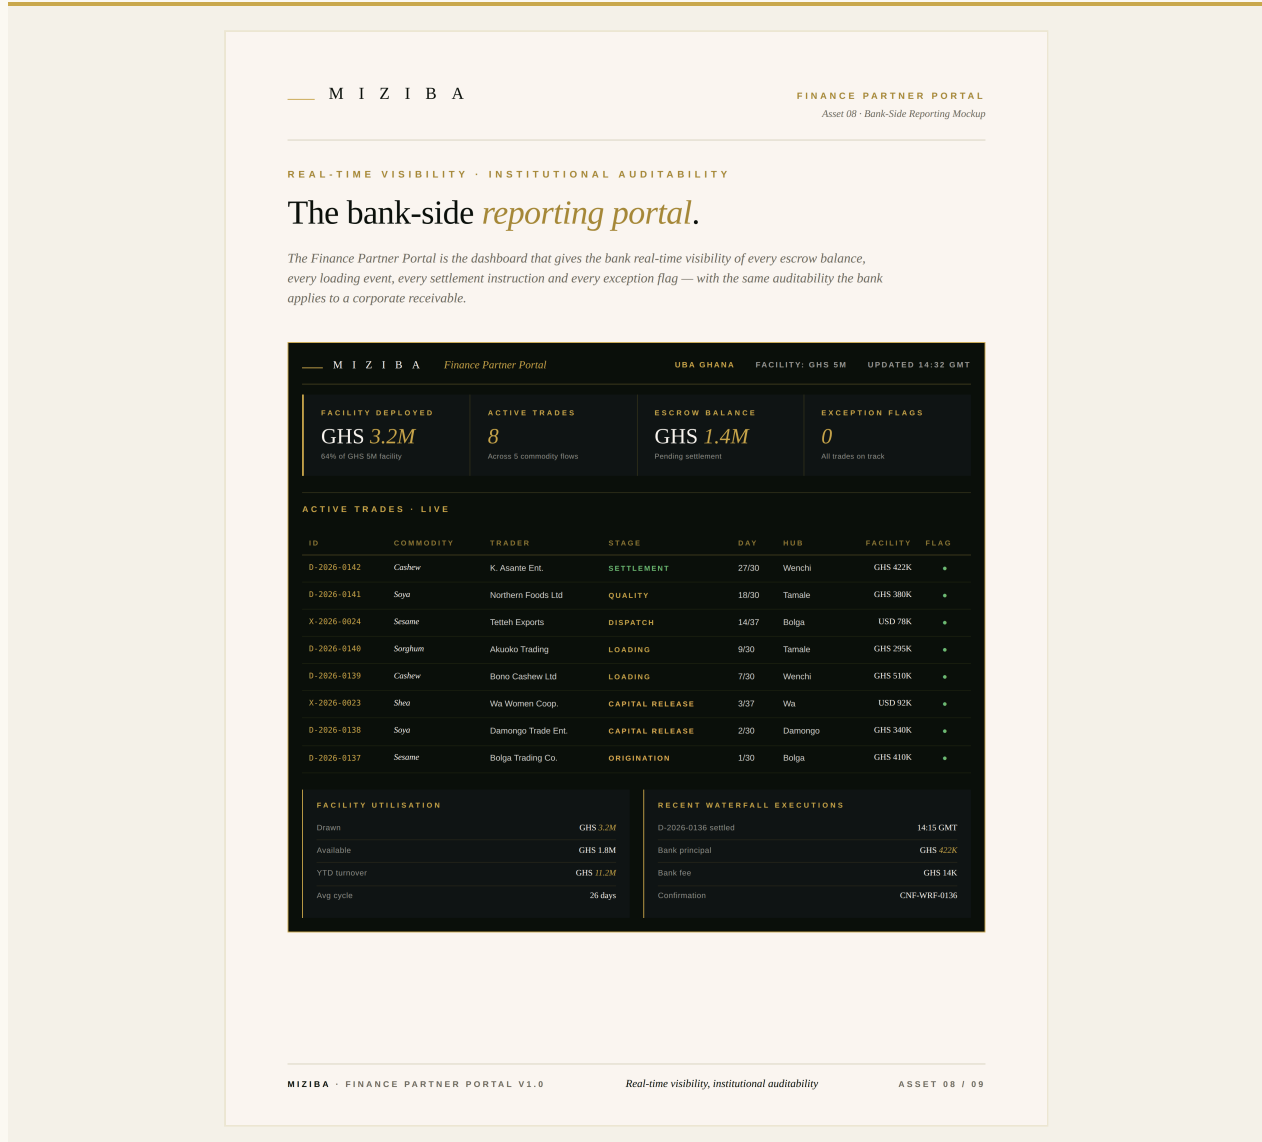 M I Z I B A
FINANCE PARTNER PORTAL
Asset 08 · Bank-Side Reporting Mockup
REAL-TIME VISIBILITY · INSTITUTIONAL AUDITABILITY
The bank-side reporting portal.
The Finance Partner Portal is the dashboard that gives the bank real-time visibility of every escrow balance,
every loading event, every settlement instruction and every exception flag — with the same auditability the bank
applies to a corporate receivable.
M I Z I B A Finance Partner Portal UBA GHANA FACILITY: GHS 5M UPDATED 14:32 GMT
FACILITY DEPLOYED ACTIVE TRADES ESCROW BALANCE EXCEPTION FLAGS
GHS 3.2M 8 GHS 1.4M 0
64% of GHS 5M facility Across 5 commodity flows Pending settlement All trades on track
ACTIVE TRADES · LIVE
ID COMMODITY TRADER STAGE DAY HUB FACILITY FLAG
D-2026-0142 Cashew K. Asante Ent. SETTLEMENT 27/30 Wenchi GHS 422K ●
D-2026-0141 Soya Northern Foods Ltd QUALITY 18/30 Tamale GHS 380K ●
X-2026-0024 Sesame Tetteh Exports DISPATCH 14/37 Bolga USD 78K ●
D-2026-0140 Sorghum Akuoko Trading LOADING 9/30 Tamale GHS 295K ●
D-2026-0139 Cashew Bono Cashew Ltd LOADING 7/30 Wenchi GHS 510K ●
X-2026-0023 Shea Wa Women Coop. CAPITAL RELEASE 3/37 Wa USD 92K ●
D-2026-0138 Soya Damongo Trade Ent. CAPITAL RELEASE 2/30 Damongo GHS 340K ●
D-2026-0137 Sesame Bolga Trading Co. ORIGINATION 1/30 Bolga GHS 410K ●
FACILITY UTILISATION
Drawn GHS 3.2M
Available GHS 1.8M
YTD turnover GHS 11.2M
Avg cycle 26 days
RECENT WATERFALL EXECUTIONS
D-2026-0136 settled 14:15 GMT
Bank principal GHS 422K
Bank fee GHS 14K
Confirmation CNF-WRF-0136
MIZIBA · FINANCE PARTNER PORTAL V1.0 Real-time visibility, institutional auditability ASSET 08 / 09